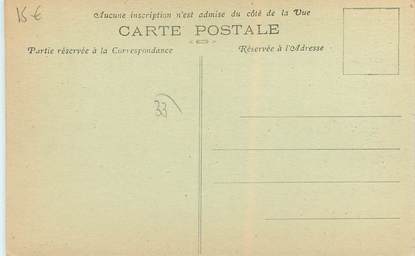 15 €
Aucune inscription n'est admise du côté de la Vue
CARTE POSTALE
Partie réservée à la Correspondance
Réservée à l'Adresse
33